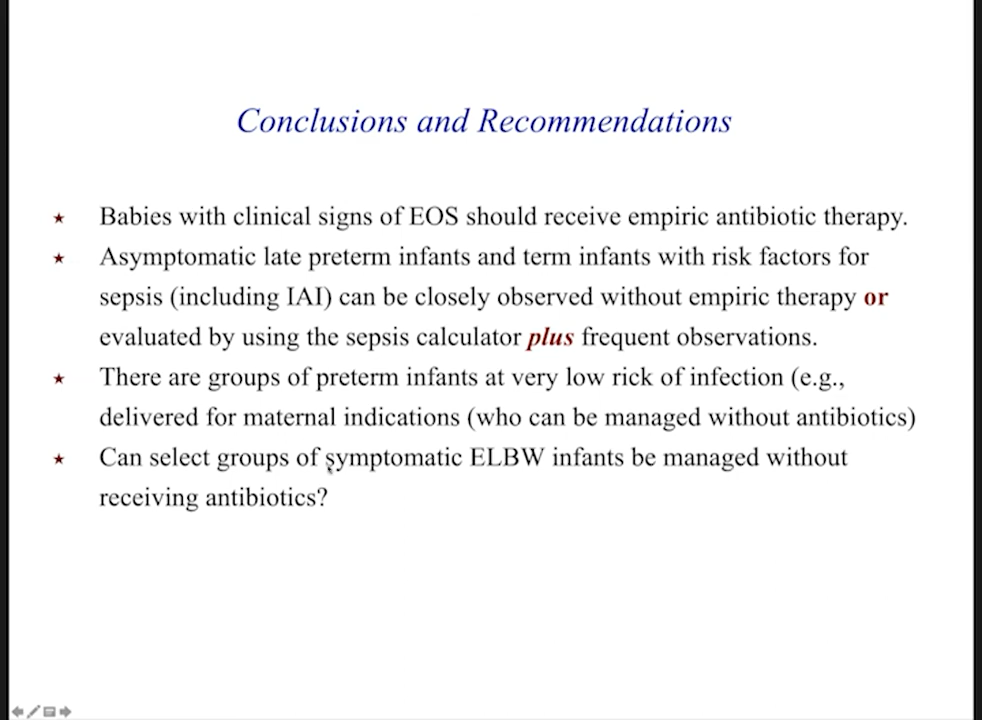 Conclusions and Recommendations
★ Babies with clinical signs of EOS should receive empiric antibiotic therapy.
★ Asymptomatic late preterm infants and term infants with risk factors for
sepsis (including IAI) can be closely observed without empiric therapy or
evaluated by using the sepsis calculator plus frequent observations.
★ There are groups of preterm infants at very low rick of infection (e.g.,
delivered for maternal indications (who can be managed without antibiotics)
★ Can select groups of symptomatic ELBW infants be managed without
receiving antibiotics?